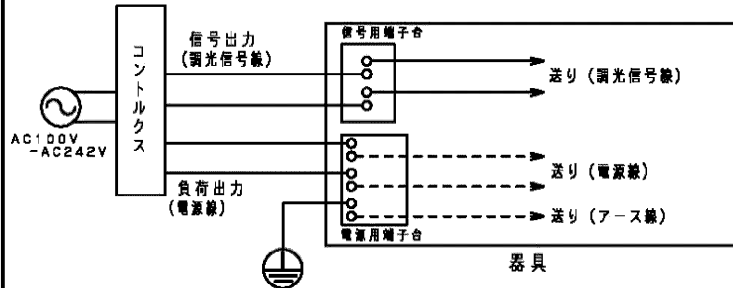 コントルクス
AC100V
-AC242V
信号出力
(調光信号線)
負荷出力
(電源線)
信号用端子台
送り(調光信号線)
送り(電源線)
送り(アース線)
電源用端子台
器具